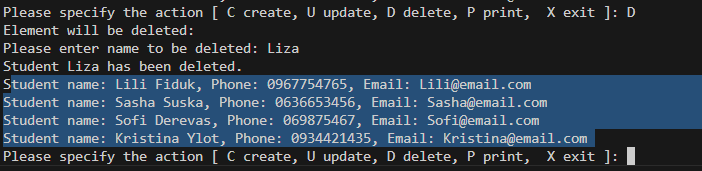 Please specify the action [ C create, U update, D delete, P print,  X exit ]: D
Element will be deleted:
Please enter name to be deleted: Liza
Student Liza has been deleted.
Student name: Lili Fiduk, Phone: 0967754765, Email: Lili@email.com
Student name: Sasha Suska, Phone: 0636653456, Email: Sasha@email.com
Student name: Sofi Derevas, Phone: 069875467, Email: Sofi@email.com
Student name: Kristina Ylot, Phone: 0934421435, Email: Kristina@email.com
Please specify the action [ C create, U update, D delete, P print,  X exit ]: